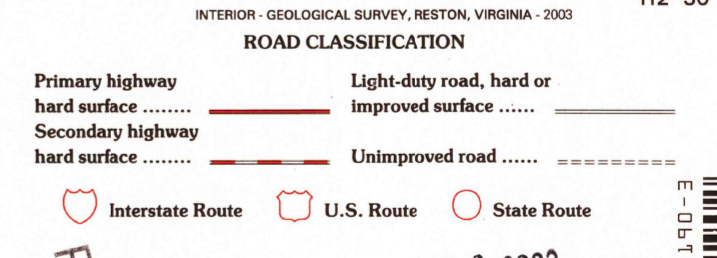 INTERIOR - GEOLOGICAL SURVEY, RESTON, VIRGINIA - 2003
ROAD CLASSIFICATION
Primary highway
hard surface ........
Secondary highway
hard surface ........
Light-duty road, hard or
improved surface ......
Unimproved road ......
Interstate Route
U.S. Route
State Route